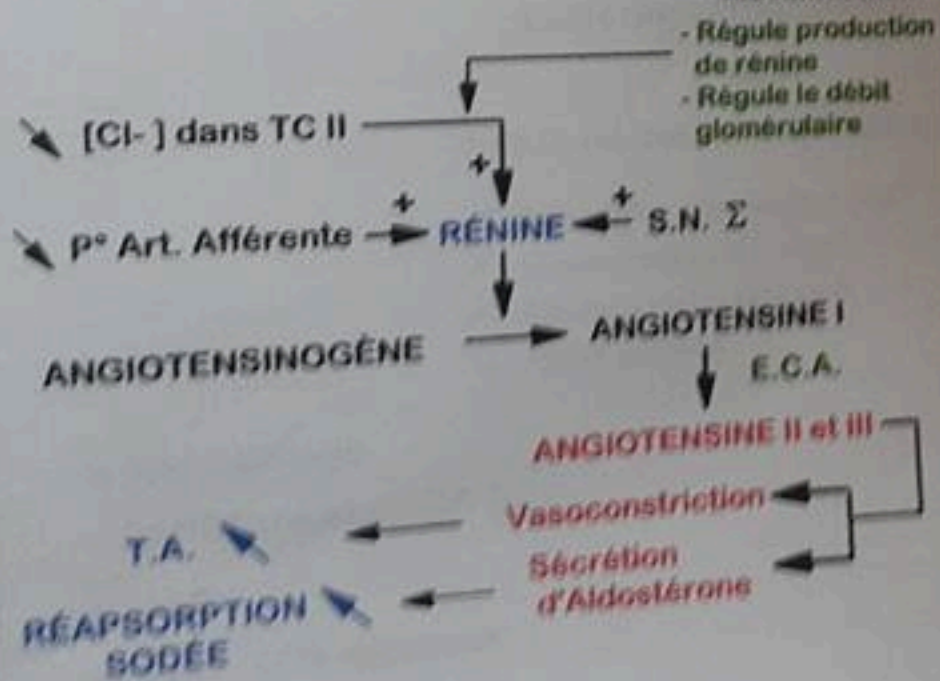 - Régule production
de rénine
- Régule le débit
glomérulaire
[Cl-] dans TC II
+
+
+
P° Art. Afférente
RÉNINE
S.N. Σ
ANGIOTENSINOGÈNE
ANGIOTENSINE I
E.C.A.
ANGIOTENSINE II et III
Vasoconstriction
T.A.
Sécrétion
d'Aldostérone
RÉAPSORPTION
SODÉE